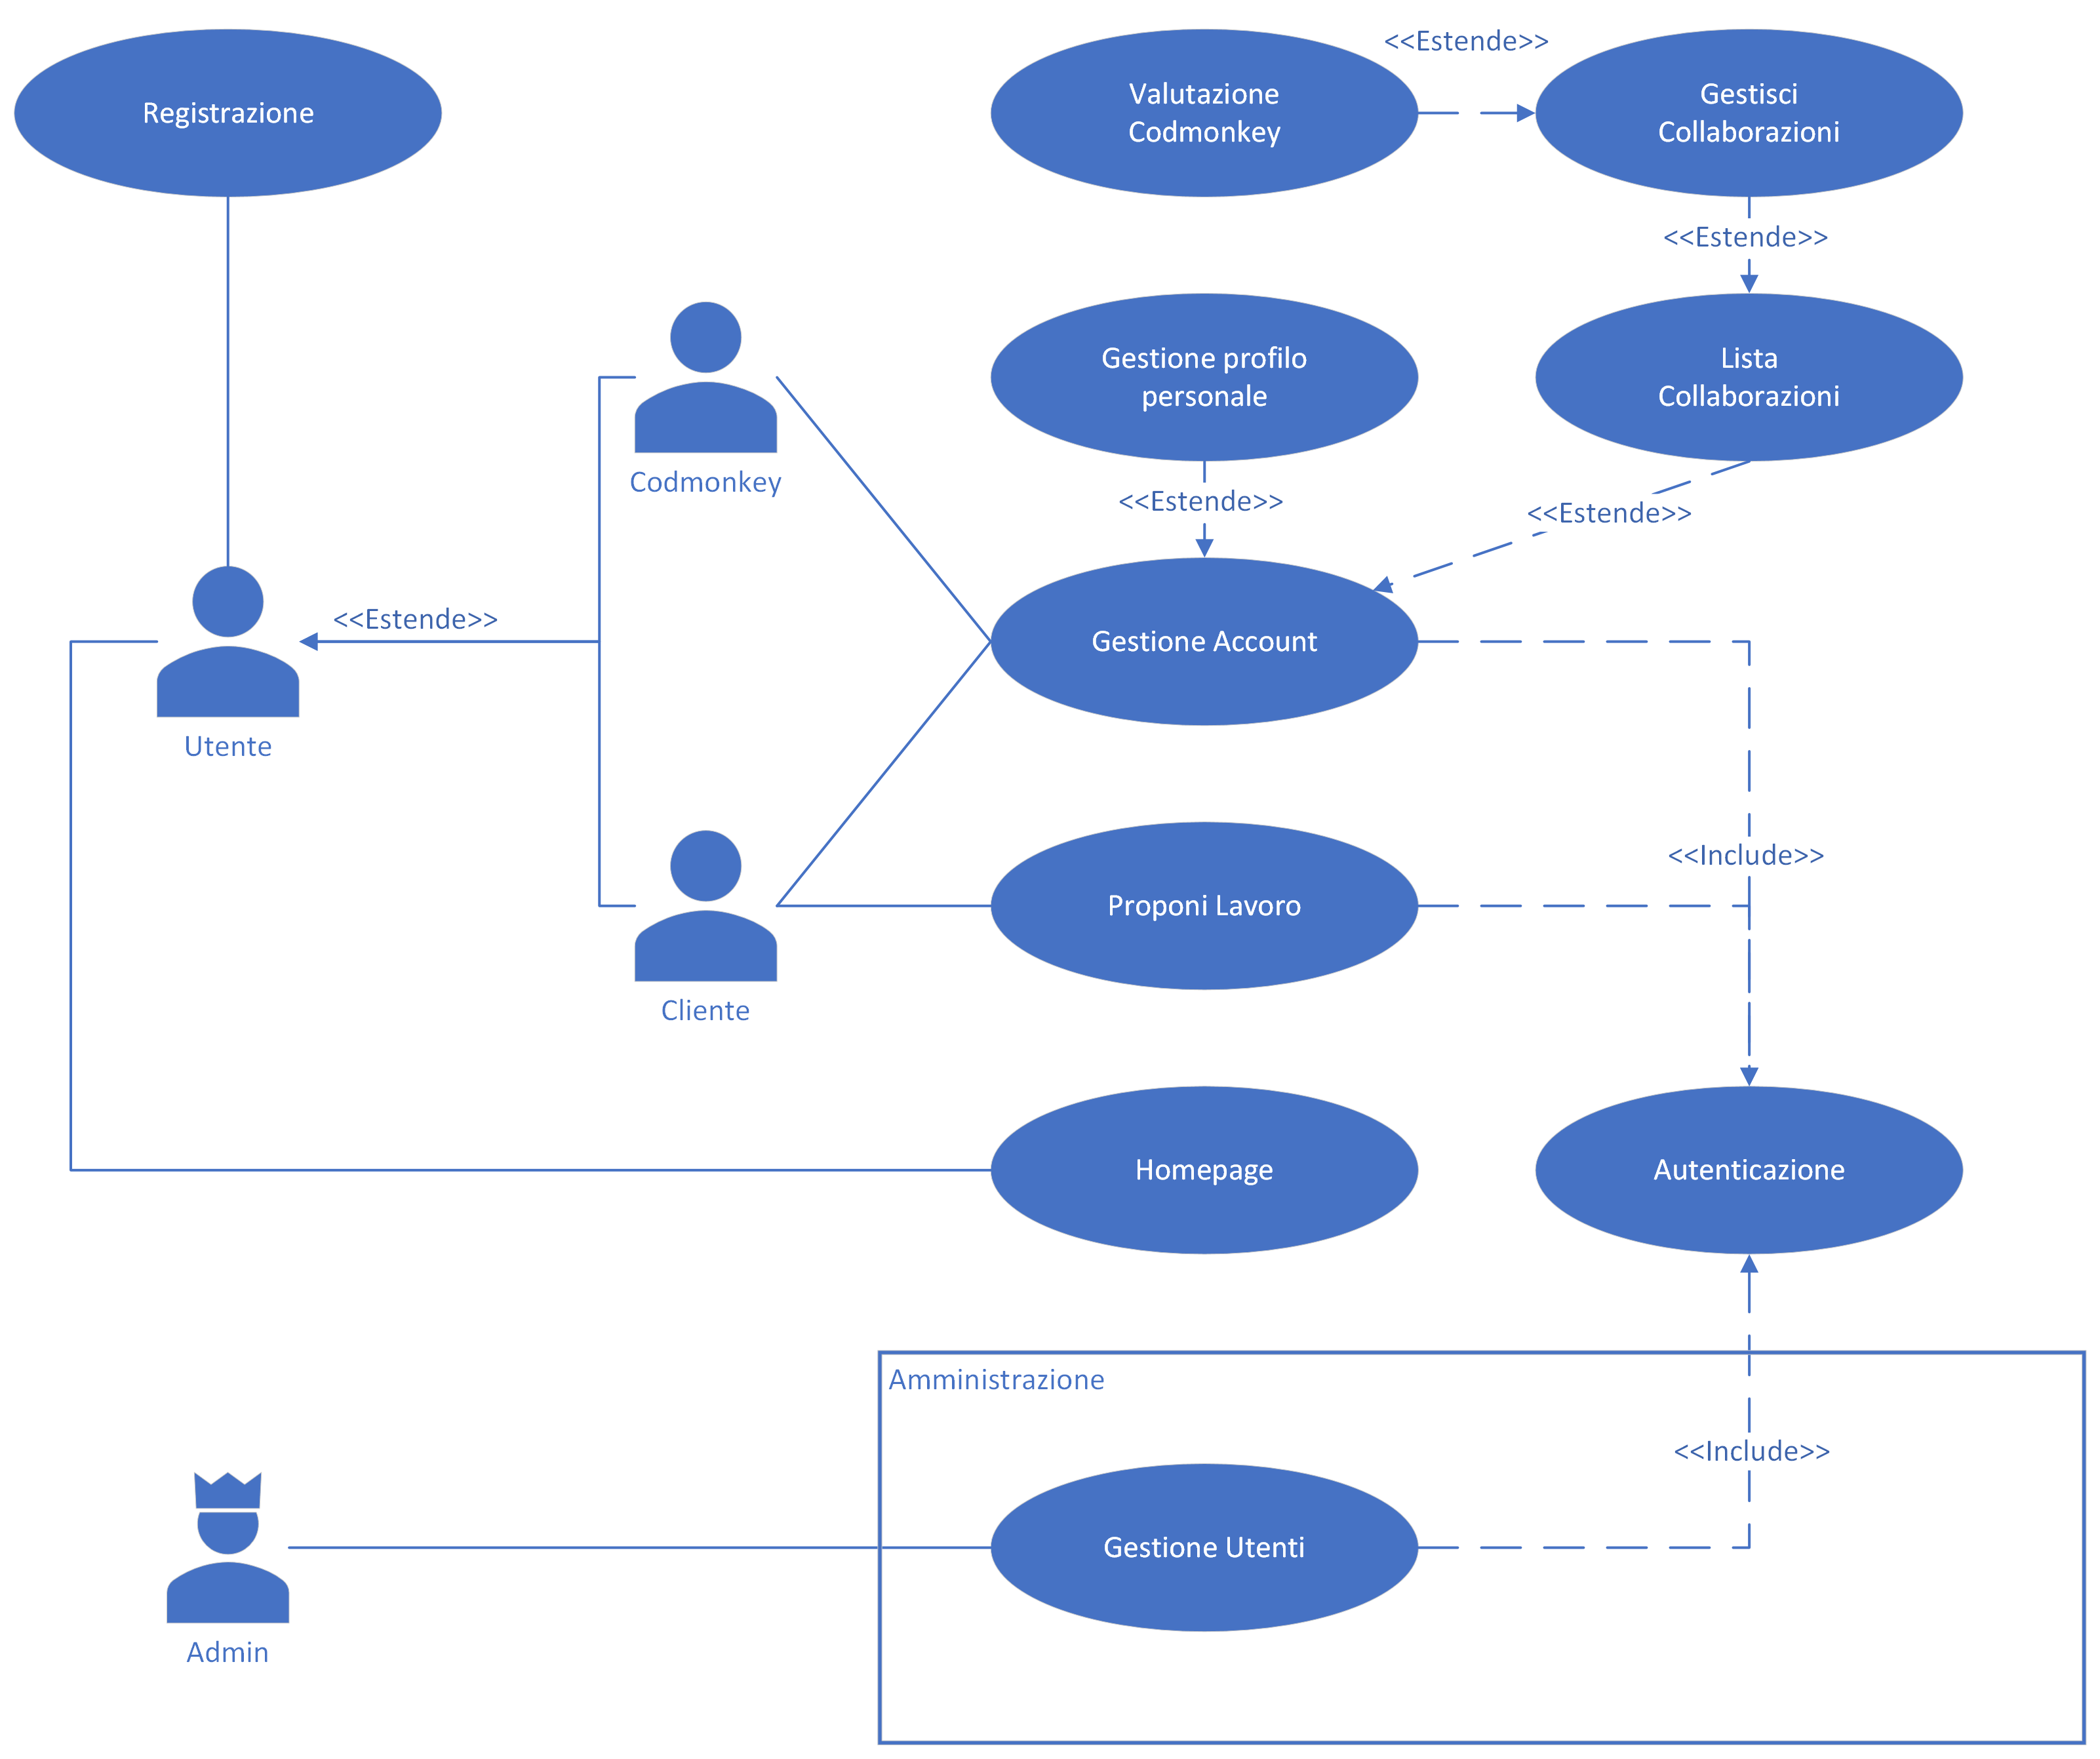 Registrazione
Valutazione
Codmonkey
<<Estende>>
Gestisci
Collaborazioni
<<Estende>>
Gestione profilo
personale
Lista
Collaborazioni
Codmonkey
<<Estende>>
<<Estende>>
<<Estende>>
Gestione Account
Utente
<<Include>>
Proponi Lavoro
Cliente
Homepage
Autenticazione
Amministrazione
<<Include>>
Gestione Utenti
Admin